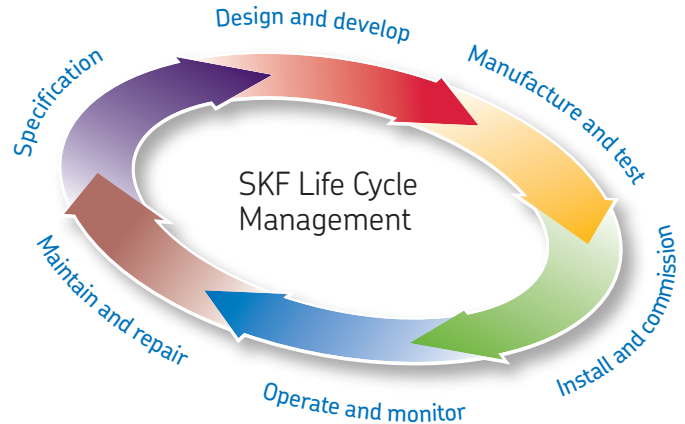 Design and develop
Manufacture and test
Install and commission
Operate and monitor
Maintain and repair
Specification
SKF Life Cycle
Management